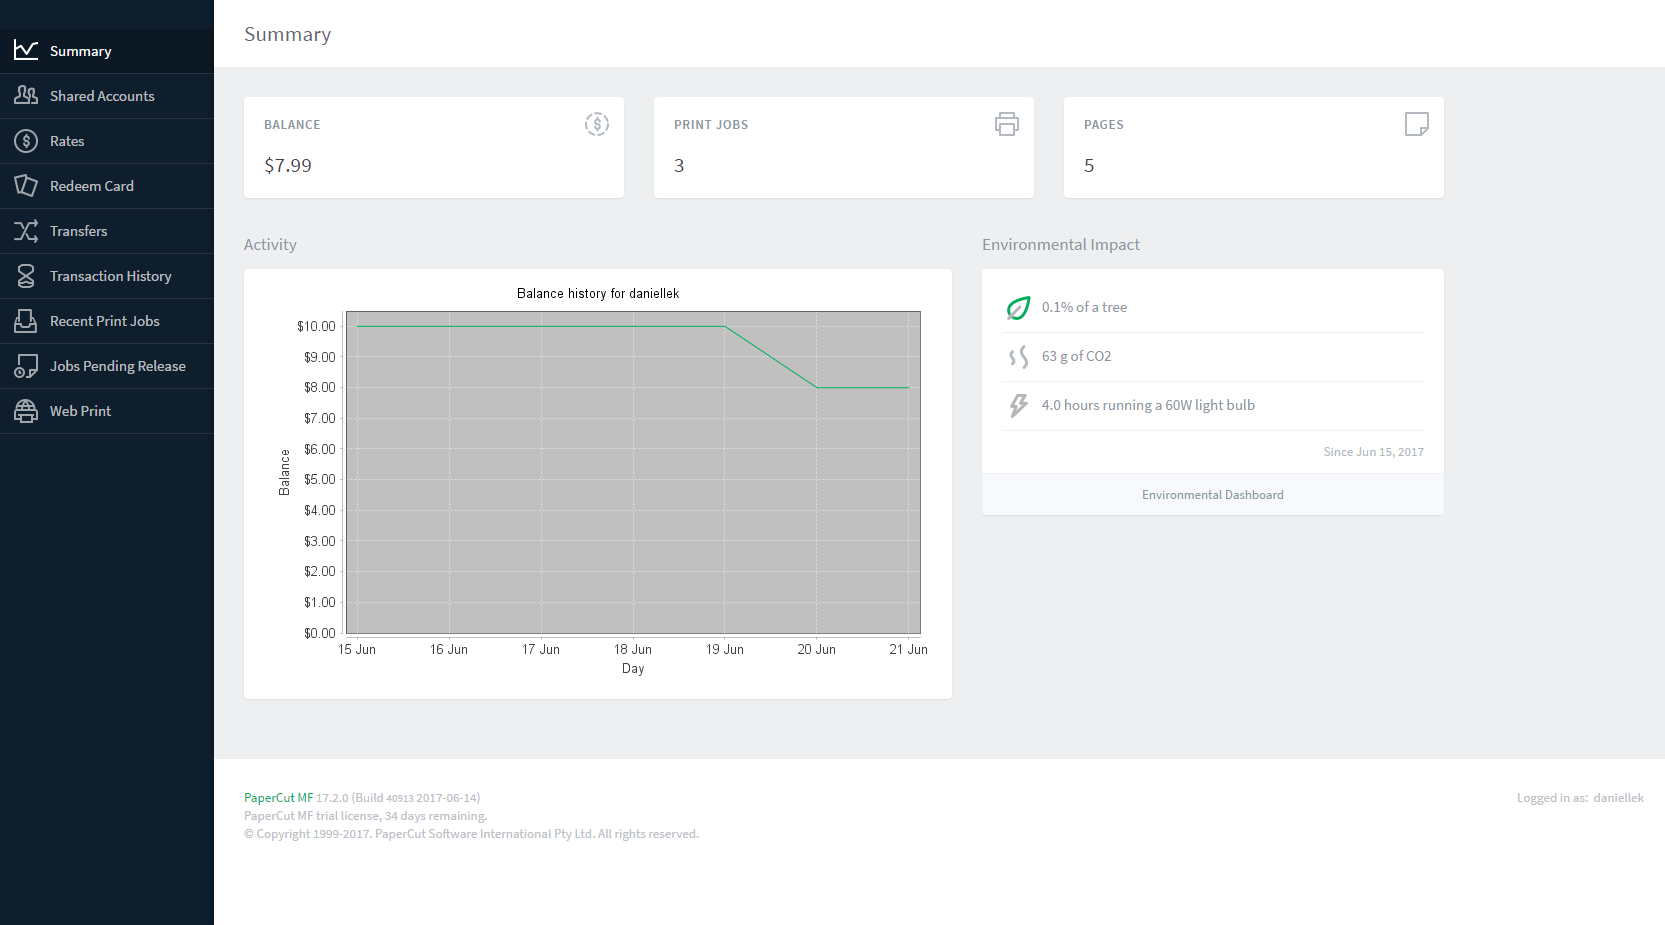 Summary
Shared Accounts
Rates
Redeem Card
Transfers
Transaction History
Recent Print Jobs
Jobs Pending Release
Web Print
Summary
BALANCE
$7.99
PRINT JOBS
3
PAGES
5
Activity
Balance history for daniellek
$10.00
$9.00
$8.00
$7.00
$6.00
$5.00
$4.00
$3.00
$2.00
$1.00
$0.00
Balance
15 Jun 16 Jun 17 Jun 18 Jun 19 Jun 20 Jun 21 Jun
Day
Environmental Impact
0.1% of a tree
63 g of CO2
4.0 hours running a 60W light bulb
Since Jun 15, 2017
Environmental Dashboard
PaperCut MF 17.2.0 (Build 40913 2017-06-14)
PaperCut MF trial license, 34 days remaining.
© Copyright 1999-2017. PaperCut Software International Pty Ltd. All rights reserved.
Logged in as: daniellek